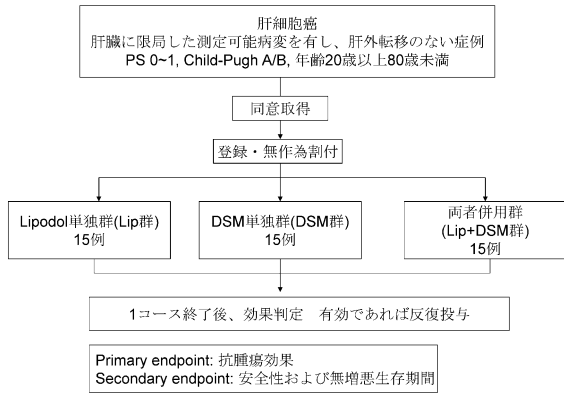 肝細胞癌
肝臓に限局した測定可能病変を有し、肝外転移のない症例
PS 0~1, Child-Pugh A/B, 年齢20歳以上80歳未満
同意取得
登録・無作為割付
Lipodol単独群(Lip群)
15例
DSM単独群(DSM群)
15例
両者併用群
(Lip+DSM群)
15例
1コース終了後、効果判定　有効であれば反復投与
Primary endpoint: 抗腫瘍効果
Secondary endpoint: 安全性および無増悪生存期間